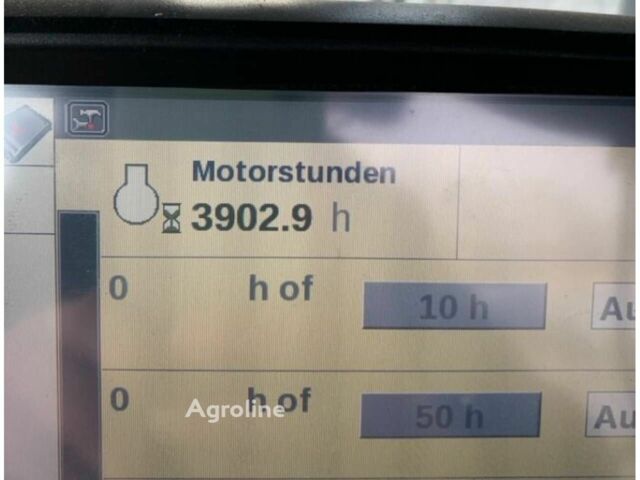 Motorstunden
3902.9 h
0 h of 10 h Au
0 h of 50 h Au
Agroline